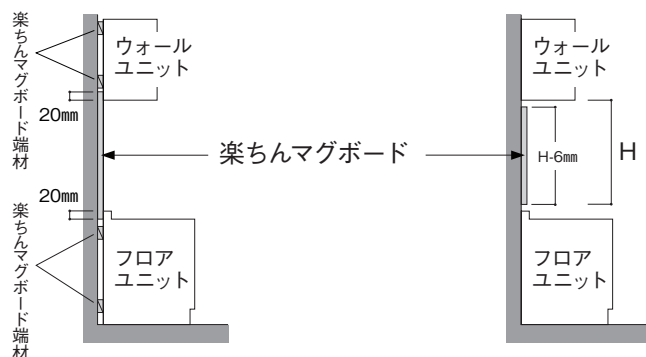 楽ちんマグボード端材
ウォール
ユニット
20㎜
楽ちんマグボード
20㎜
楽ちんマグボード端材
フロア
ユニット
ウォール
ユニット
H-6㎜
H
フロア
ユニット